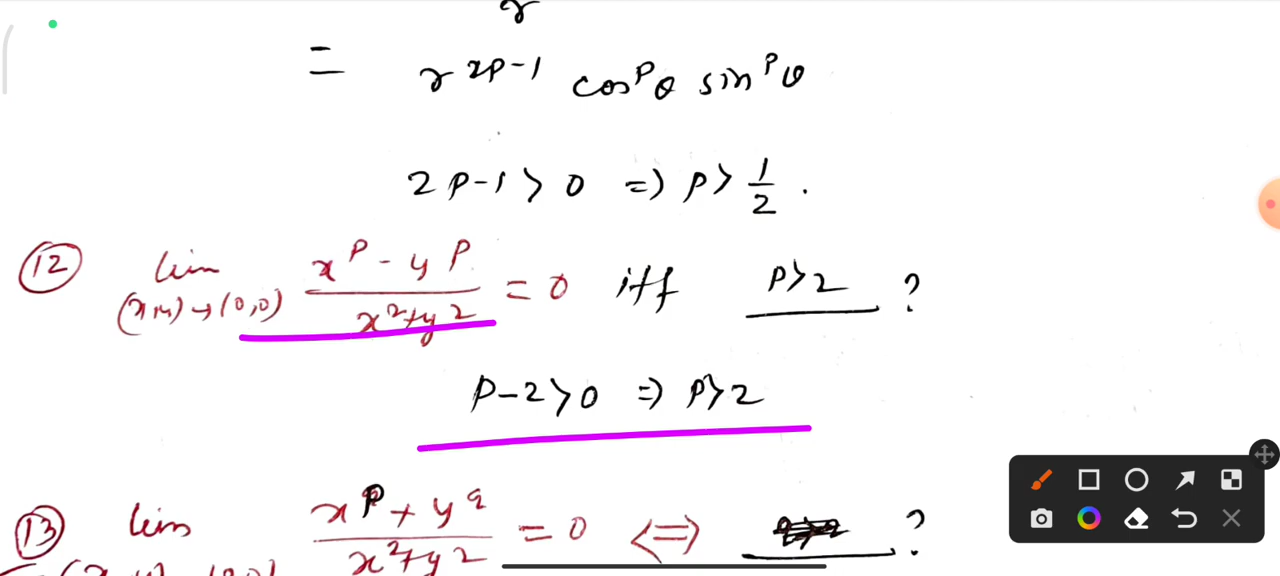 r
= r^{2p-1} cos^p θ sin^p θ
2p-1 > 0 ⇒ p > 1/2 .
(12) lim (x,y)→(0,0) (x^p - y^p)/(x^2+y^2) = 0 iff p>2 ?
p-2>0 ⇒ p>2
(13) lim (x^p + y^q)/(x^2+y^2) = 0 ⇔ ?